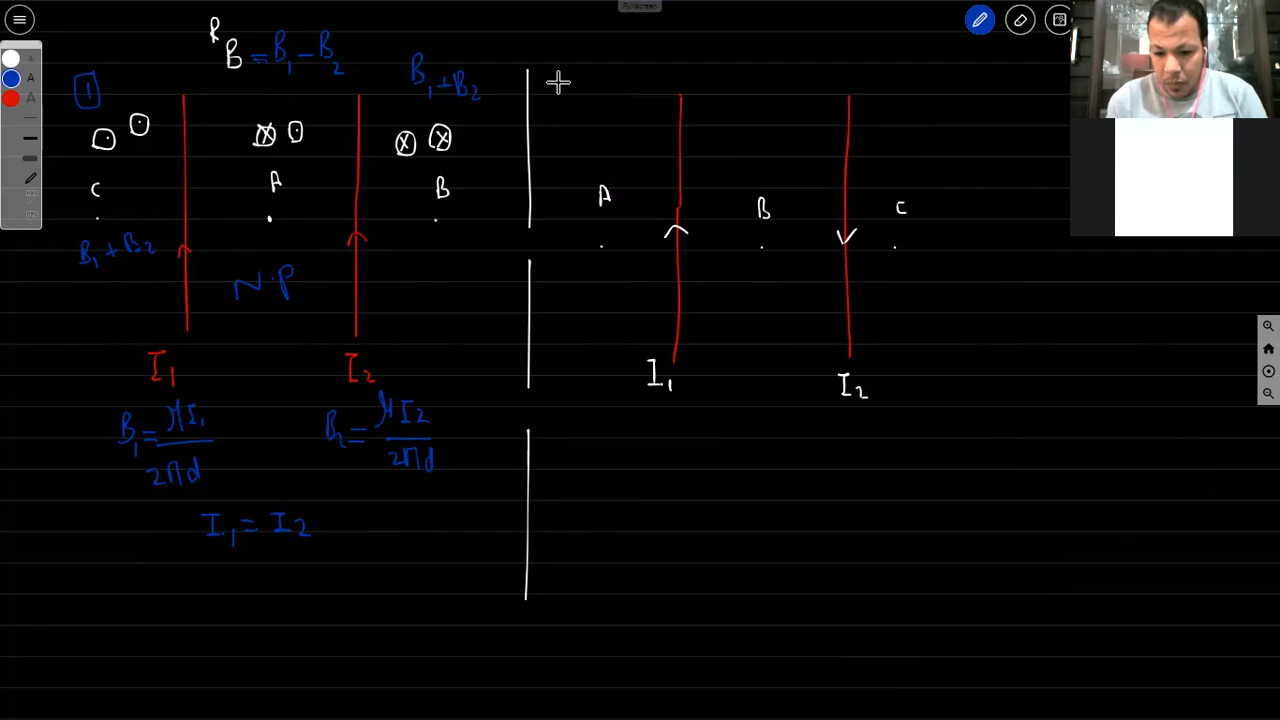 Fullscreen
A
A
A
R
B = B₁ - B₂
B₁ + B₂
1
C
A
B
B₁ + B₂
N.P
I₁
I₂
B₁ = μI₁ / 2πd
B₂ = μI₂ / 2πd
I₁ = I₂
A
B
C
I₁
I₂